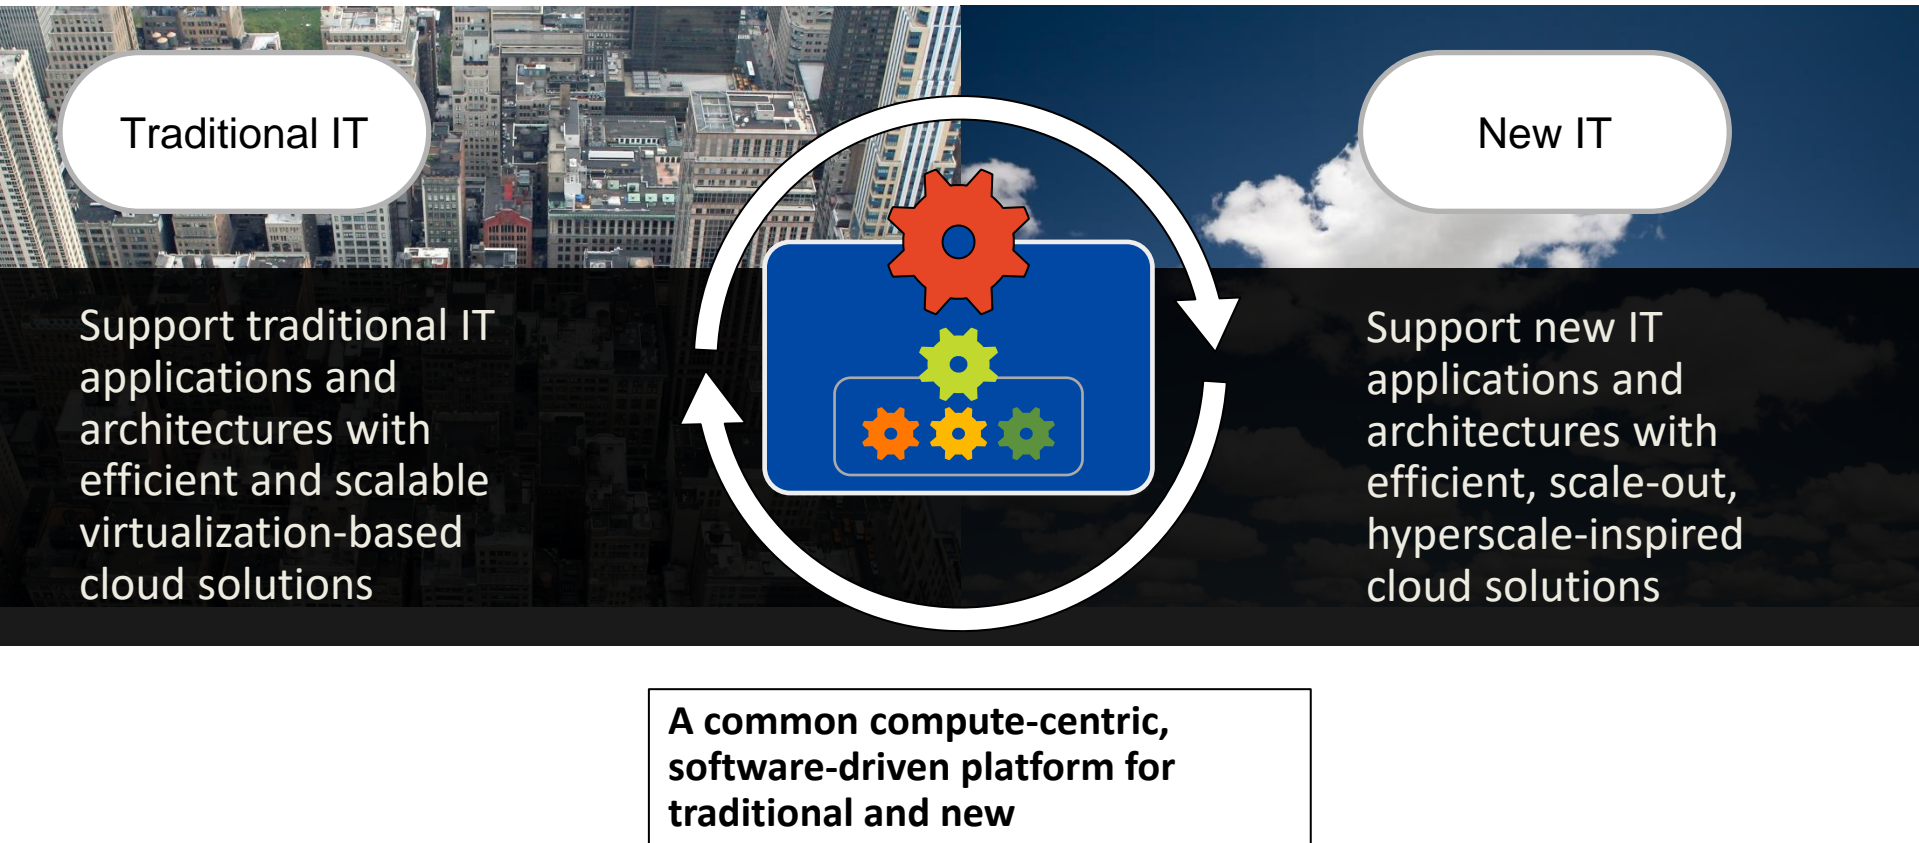 Traditional IT
New IT
Support traditional IT
applications and
architectures with
efficient and scalable
virtualization-based
cloud solutions
Support new IT
applications and
architectures with
efficient, scale-out,
hyperscale-inspired
cloud solutions
A common compute-centric,
software-driven platform for
traditional and new